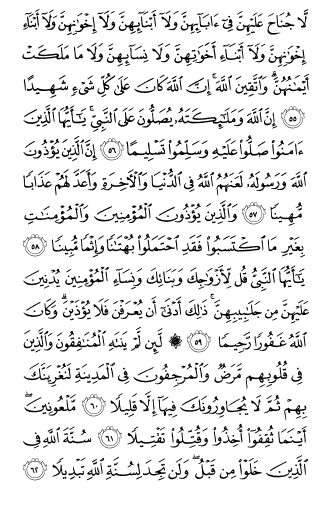 لَّا جُنَاحَ عَلَيْهِنَّ فِىٓ ءَابَآئِهِنَّ وَلَآ أَبْنَآئِهِنَّ وَلَآ إِخْوَٰنِهِنَّ وَلَآ أَبْنَآءِ
إِخْوَٰنِهِنَّ وَلَآ أَبْنَآءِ أَخَوَٰتِهِنَّ وَلَا نِسَآئِهِنَّ وَلَا مَا مَلَكَتْ
أَيْمَٰنُهُنَّ ۗ وَٱتَّقِينَ ٱللَّهَ ۚ إِنَّ ٱللَّهَ كَانَ عَلَىٰ كُلِّ شَىْءٍ شَهِيدًا
٥٥ إِنَّ ٱللَّهَ وَمَلَٰٓئِكَتَهُۥ يُصَلُّونَ عَلَى ٱلنَّبِىِّ ۚ يَٰٓأَيُّهَا ٱلَّذِينَ
ءَامَنُوا۟ صَلُّوا۟ عَلَيْهِ وَسَلِّمُوا۟ تَسْلِيمًا ٥٦ إِنَّ ٱلَّذِينَ يُؤْذُونَ
ٱللَّهَ وَرَسُولَهُۥ لَعَنَهُمُ ٱللَّهُ فِى ٱلدُّنْيَا وَٱلْءَاخِرَةِ وَأَعَدَّ لَهُمْ عَذَابًا
مُّهِينًا ٥٧ وَٱلَّذِينَ يُؤْذُونَ ٱلْمُؤْمِنِينَ وَٱلْمُؤْمِنَٰتِ
بِغَيْرِ مَا ٱكْتَسَبُوا۟ فَقَدِ ٱحْتَمَلُوا۟ بُهْتَٰنًا وَإِثْمًا مُّبِينًا ٥٨
يَٰٓأَيُّهَا ٱلنَّبِىُّ قُل لِّأَزْوَٰجِكَ وَبَنَاتِكَ وَنِسَآءِ ٱلْمُؤْمِنِينَ يُدْنِينَ
عَلَيْهِنَّ مِن جَلَٰبِيبِهِنَّ ۚ ذَٰلِكَ أَدْنَىٰٓ أَن يُعْرَفْنَ فَلَا يُؤْذَيْنَ ۗ وَكَانَ
ٱللَّهُ غَفُورًا رَّحِيمًا ٥٩ ۞ لَّئِن لَّمْ يَنتَهِ ٱلْمُنَٰفِقُونَ وَٱلَّذِينَ
فِى قُلُوبِهِم مَّرَضٌ وَٱلْمُرْجِفُونَ فِى ٱلْمَدِينَةِ لَنُغْرِيَنَّكَ
بِهِمْ ثُمَّ لَا يُجَاوِرُونَكَ فِيهَآ إِلَّا قَلِيلًا ٦٠ مَّلْعُونِينَ ۖ
أَيْنَمَا ثُقِفُوٓا۟ أُخِذُوا۟ وَقُتِّلُوا۟ تَقْتِيلًا ٦١ سُنَّةَ ٱللَّهِ فِى
ٱلَّذِينَ خَلَوْا۟ مِن قَبْلُ ۖ وَلَن تَجِدَ لِسُنَّةِ ٱللَّهِ تَبْدِيلًا ٦٢